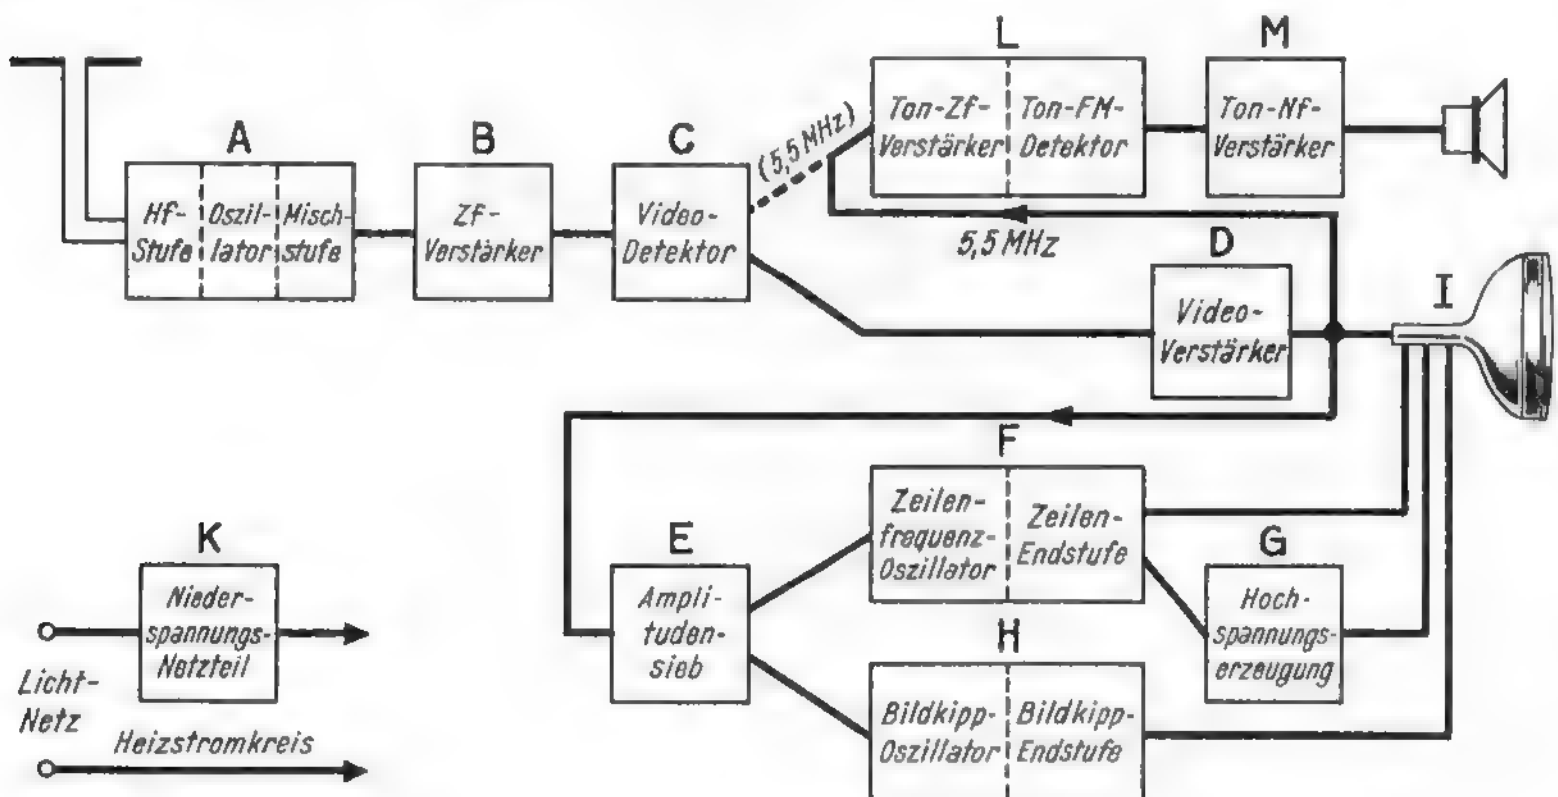 A
Hf-
Stufe
Oszil-
lator
Misch-
stufe
B
Zf-
Verstärker
C
Video-
Detektor
(5,5 MHz)
L
Ton-Zf-
Verstärker
Ton-FM-
Detektor
M
Ton-Nf-
Verstärker
5,5 MHz
D
Video-
Verstärker
I
E
Ampli-
tuden-
sieb
F
Zeilen-
frequenz-
Oszillator
Zeilen-
Endstufe
G
Hoch-
spannungs-
erzeugung
H
Bildkipp-
Oszillator
Bildkipp-
Endstufe
K
Nieder-
spannungs-
Netzteil
Licht-
Netz
Heizstromkreis